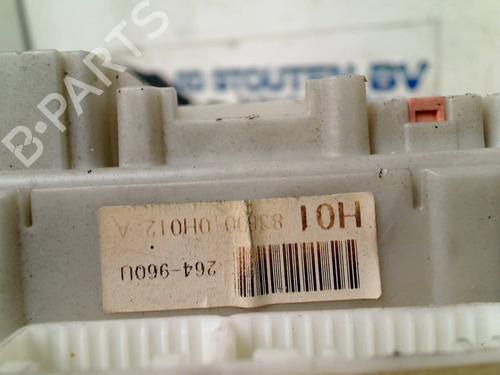 B-PARTS
STOUTEN BV
H01
0H012-A
264-960U